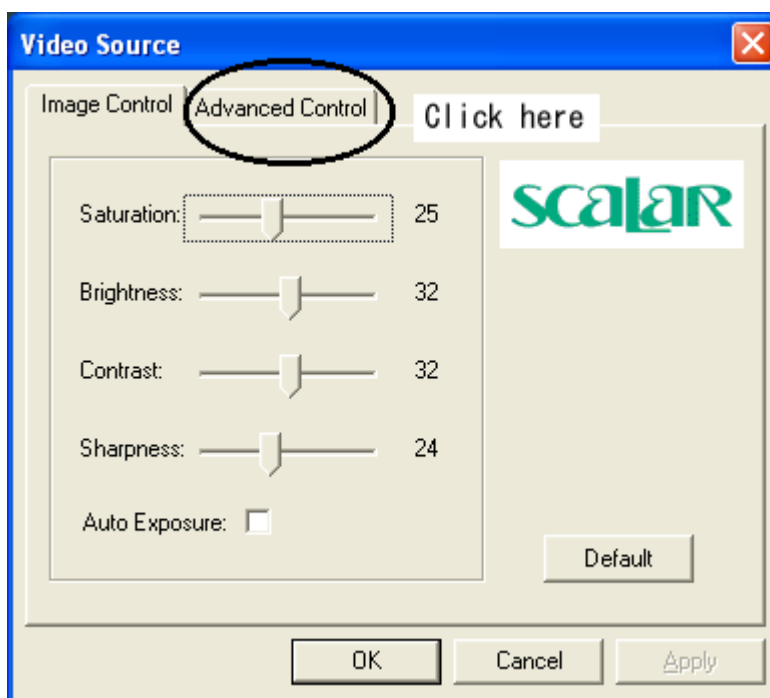 Video Source
Image Control Advanced Control Click here
scalar
Saturation: 25
Brightness: 32
Contrast: 32
Sharpness: 24
Auto Exposure:
Default
OK Cancel Apply